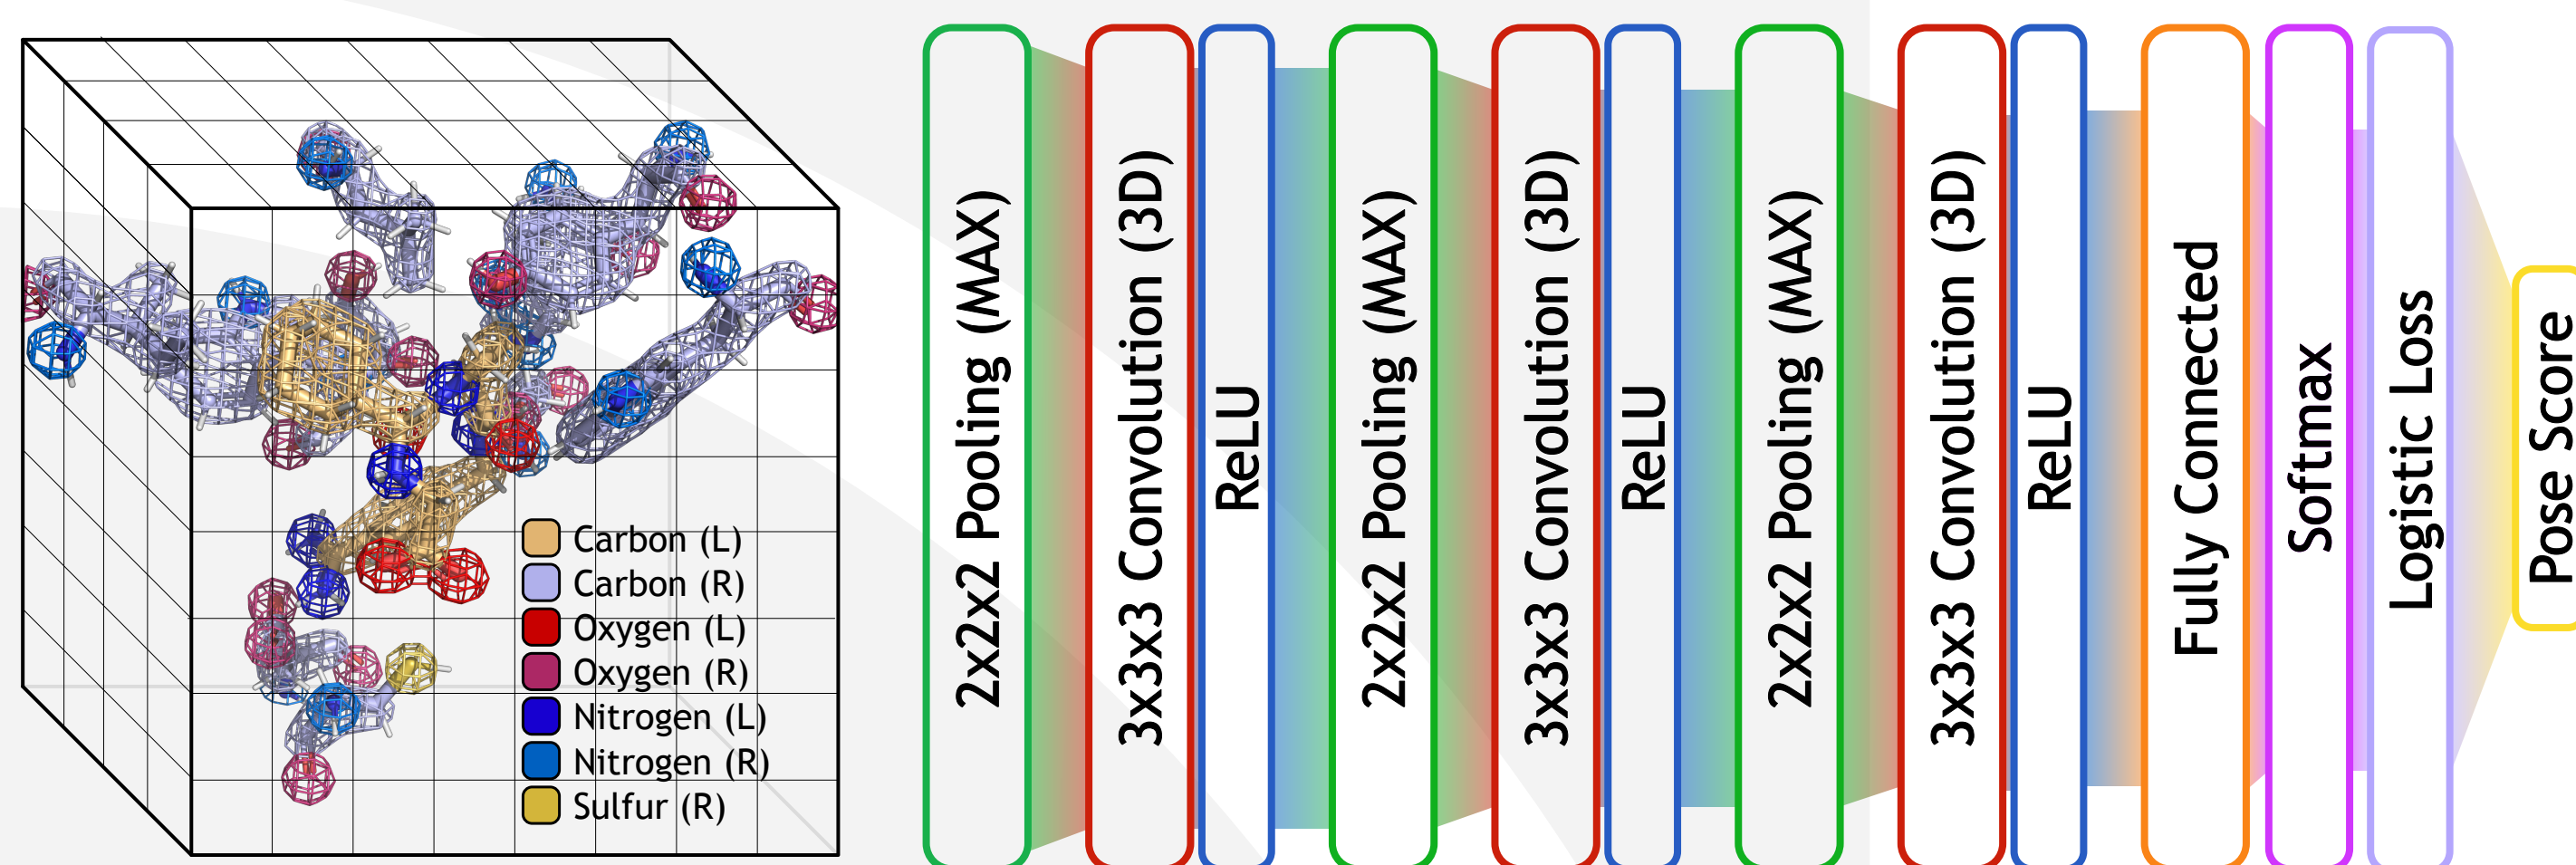 Carbon (L)
Carbon (R)
Oxygen (L)
Oxygen (R)
Nitrogen (L)
Nitrogen (R)
Sulfur (R)
2x2x2 Pooling (MAX)
3x3x3 Convolution (3D)
ReLU
2x2x2 Pooling (MAX)
3x3x3 Convolution (3D)
ReLU
2x2x2 Pooling (MAX)
3x3x3 Convolution (3D)
ReLU
Fully Connected
Softmax
Logistic Loss
Pose Score